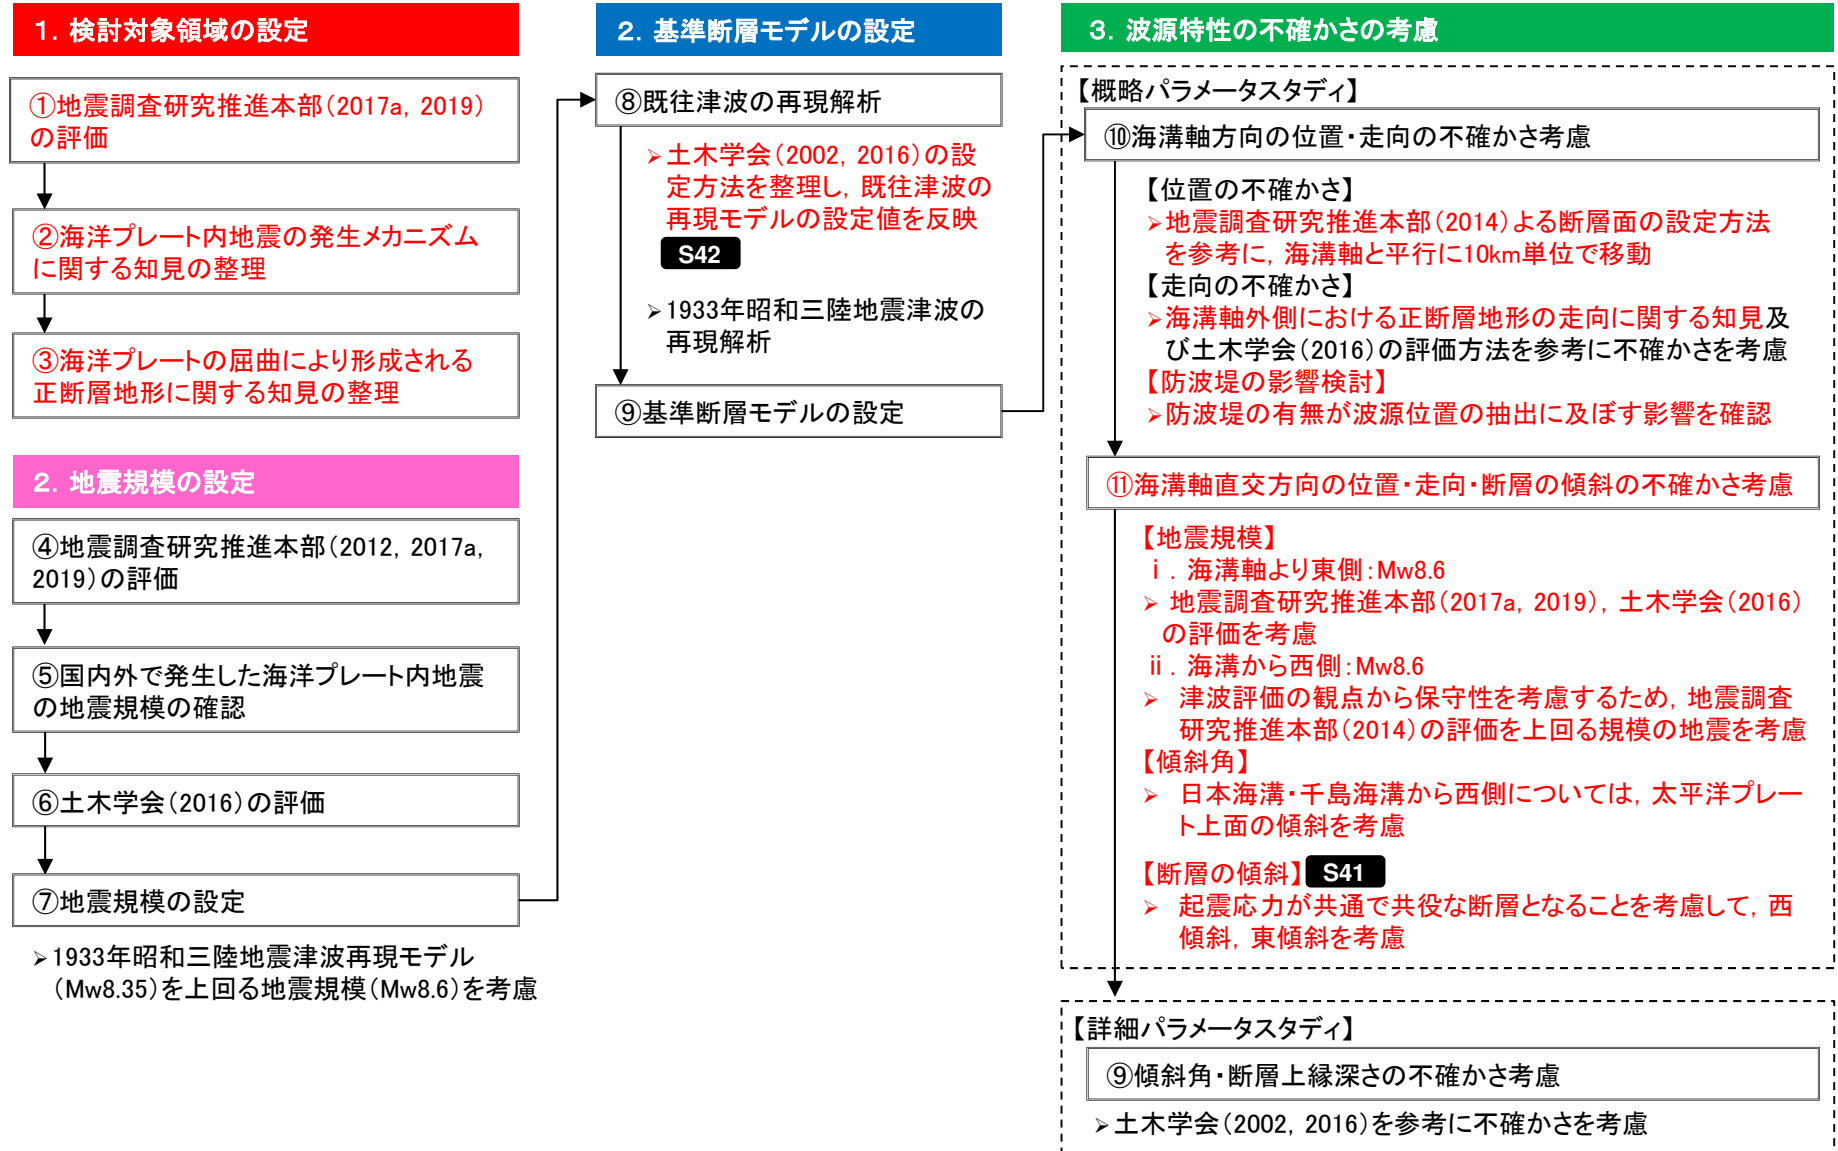 1. 検討対象領域の設定
①地震調査研究推進本部(2017a, 2019)
の評価
②海洋プレート内地震の発生メカニズム
に関する知見の整理
③海洋プレートの屈曲により形成される
正断層地形に関する知見の整理
2. 地震規模の設定
④地震調査研究推進本部(2012, 2017a,
2019)の評価
⑤国内外で発生した海洋プレート内地震
の地震規模の確認
⑥土木学会(2016)の評価
⑦地震規模の設定
➢1933年昭和三陸地震津波再現モデル
(Mw8.35)を上回る地震規模(Mw8.6)を考慮
2. 基準断層モデルの設定
⑧既往津波の再現解析
➢土木学会(2002, 2016)の設
定方法を整理し, 既往津波の
再現モデルの設定値を反映
S42
➢1933年昭和三陸地震津波の
再現解析
⑨基準断層モデルの設定
3. 波源特性の不確かさの考慮
【概略パラメータスタディ】
⑩海溝軸方向の位置・走向の不確かさ考慮
【位置の不確かさ】
➢地震調査研究推進本部(2014)よる断層面の設定方法
を参考に, 海溝軸と平行に10km単位で移動
【走向の不確かさ】
➢海溝軸外側における正断層地形の走向に関する知見及
び土木学会(2016)の評価方法を参考に不確かさを考慮
【防波堤の影響検討】
➢防波堤の有無が波源位置の抽出に及ぼす影響を確認
⑪海溝軸直交方向の位置・走向・断層の傾斜の不確かさ考慮
【地震規模】
ⅰ. 海溝軸より東側:Mw8.6
➢ 地震調査研究推進本部(2017a, 2019), 土木学会(2016)
の評価を考慮
ⅱ. 海溝から西側:Mw8.6
➢ 津波評価の観点から保守性を考慮するため, 地震調査
研究推進本部(2014)の評価を上回る規模の地震を考慮
【傾斜角】
➢ 日本海溝・千島海溝から西側については, 太平洋プレー
ト上面の傾斜を考慮
【断層の傾斜】 S41
➢ 起震応力が共通で共役な断層となることを考慮して, 西
傾斜, 東傾斜を考慮
【詳細パラメータスタディ】
⑨傾斜角・断層上縁深さの不確かさ考慮
➢土木学会(2002, 2016)を参考に不確かさを考慮